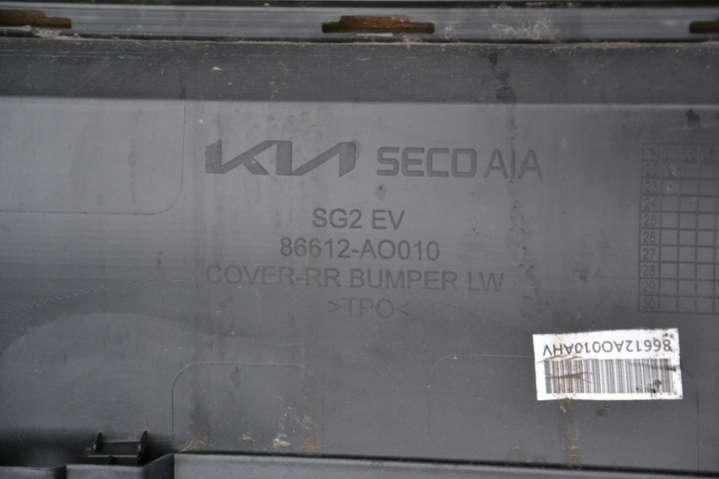 KIA SECO AIA
SG2 EV
86612-AO010
COVER-RR BUMPER LW
>TPO<
86612AO010AHV